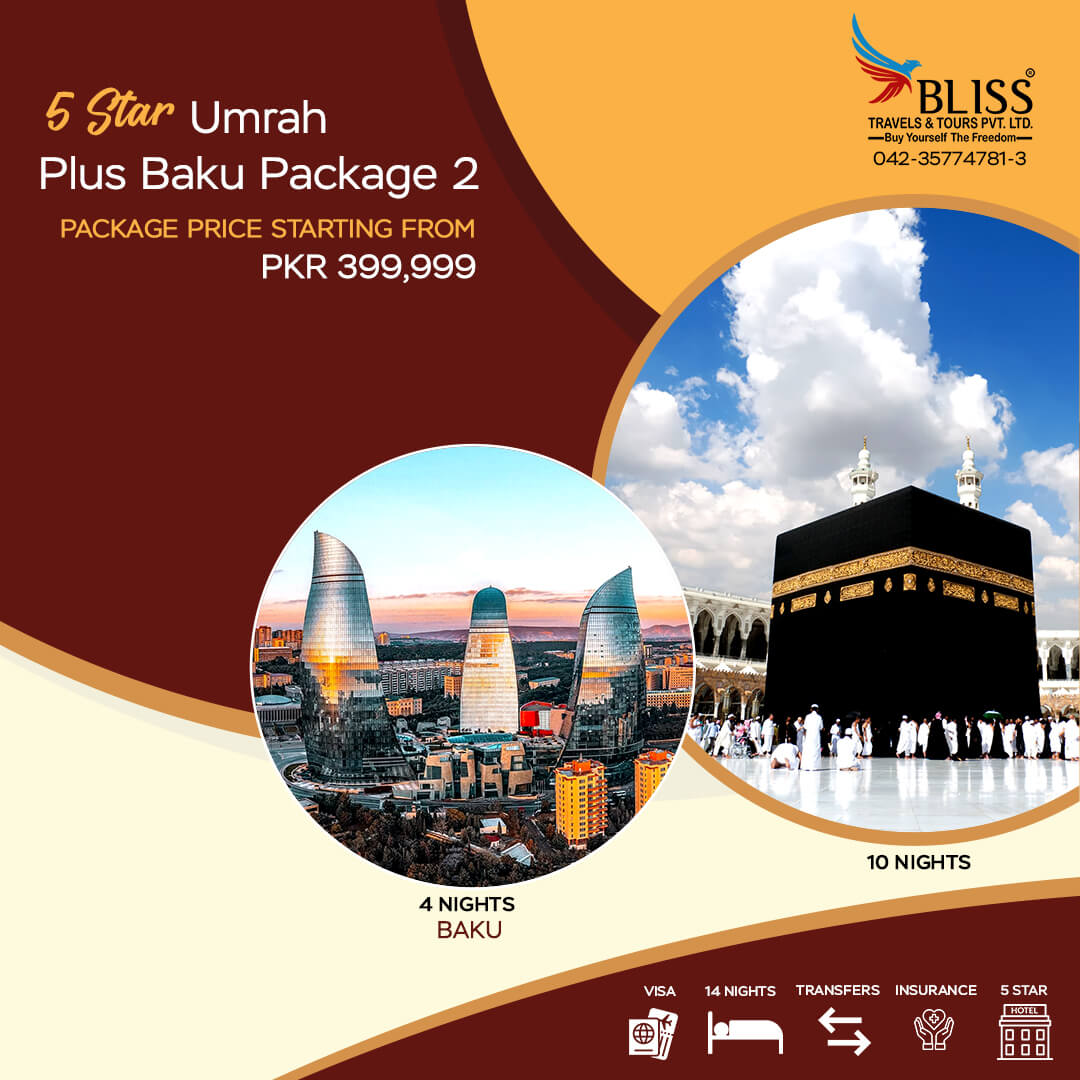 5 Star Umrah
Plus Baku Package 2
PACKAGE PRICE STARTING FROM
PKR 399,999
BLISS®
TRAVELS & TOURS PVT. LTD.
Buy Yourself The Freedom
042-35774781-3
10 NIGHTS
4 NIGHTS
BAKU
VISA
14 NIGHTS
TRANSFERS
INSURANCE
5 STAR
HOTEL